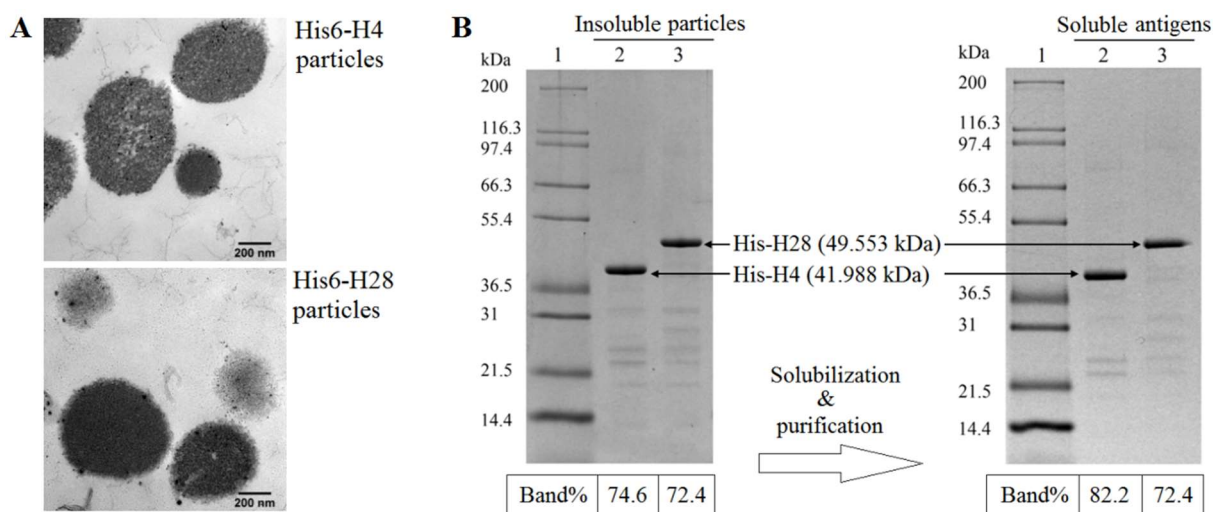 A
His6-H4
particles
200 nm
His6-H28
particles
200 nm
B
Insoluble particles
kDa 1 2 3
200
116.3
97.4
66.3
55.4
36.5
31
21.5
14.4
Band% 74.6 72.4
His-H28 (49.553 kDa)
His-H4 (41.988 kDa)
Solubilization
&
purification
Soluble antigens
kDa 1 2 3
200
116.3
97.4
66.3
55.4
36.5
31
21.5
14.4
Band% 82.2 72.4